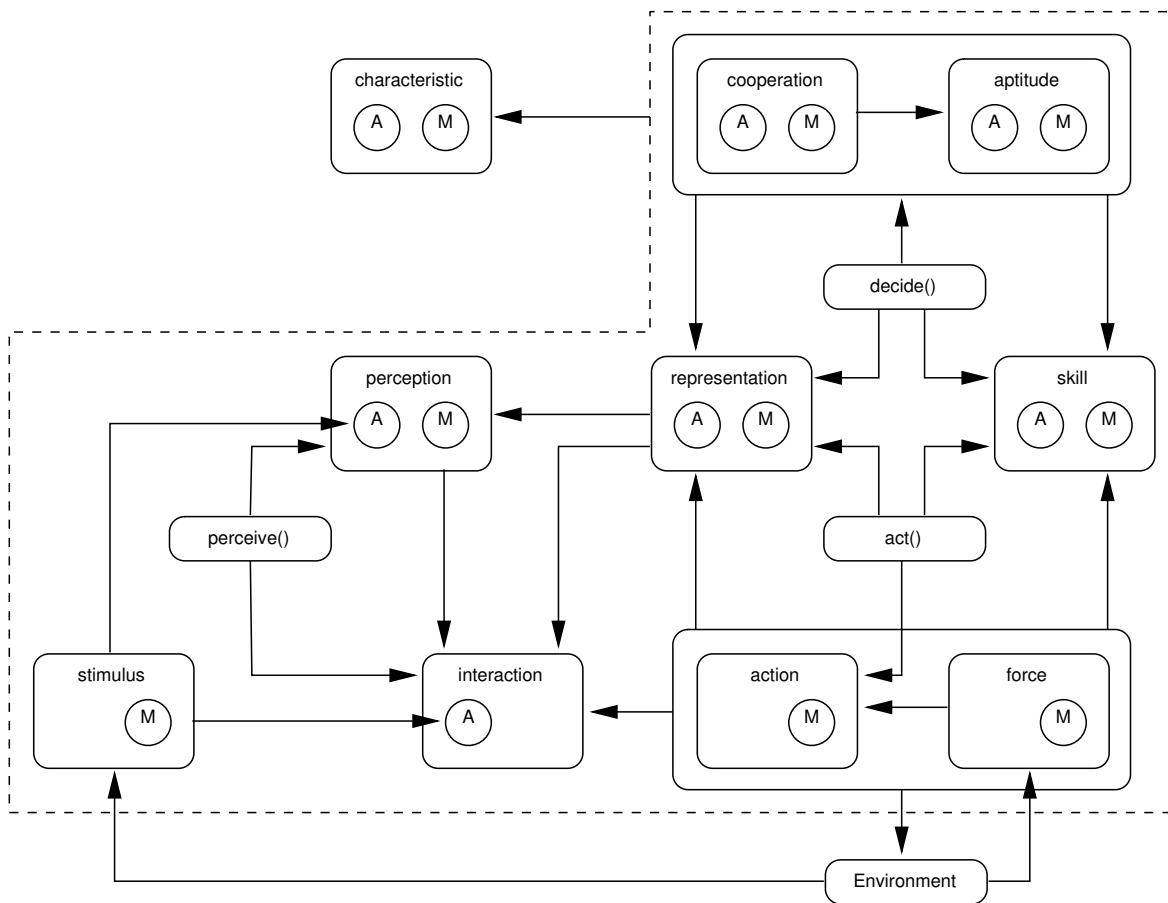 characteristic
A M
cooperation
A M
aptitude
A M
decide()
perception
A M
representation
A M
skill
A M
perceive()
act()
stimulus
M
interaction
A
action
M
force
M
Environment